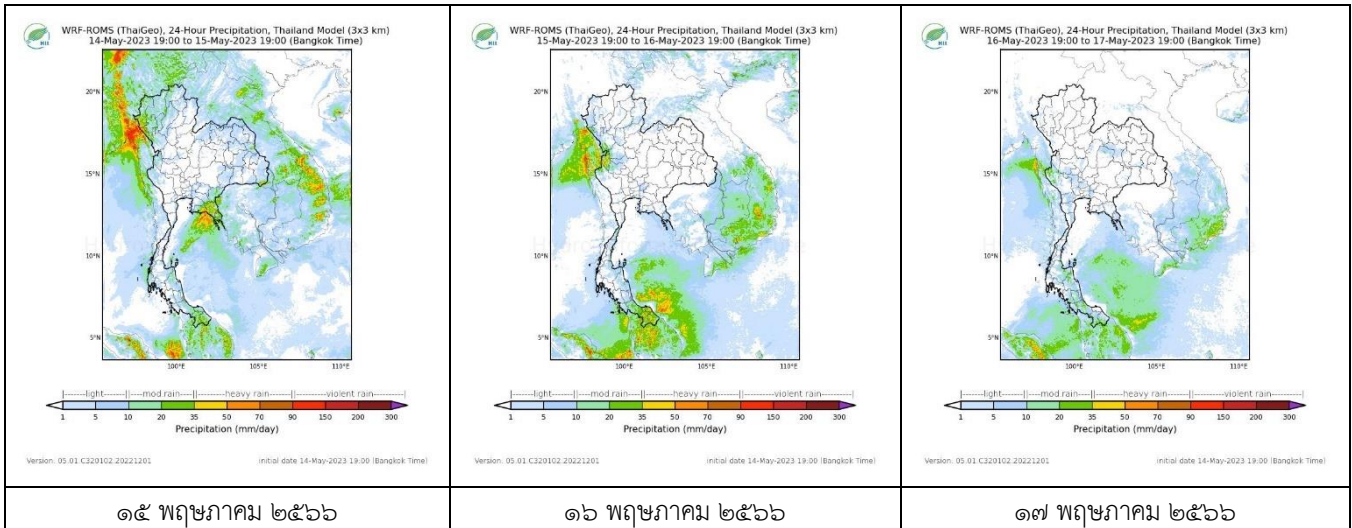 WRF-ROMS (ThaiGeo), 24-Hour Precipitation, Thailand Model (3x3 km)
14-May-2023 19:00 to 15-May-2023 19:00 (Bangkok Time)
HII
20°N
15°N
10°N
5°N
100°E 105°E 110°E
|------light------||----mod rain----||------heavy rain------||------violent rain------|
1 5 10 20 35 50 70 90 150 200 300
Precipitation (mm/day)
Version: 05.01.C320102.20221201 initial date 14-May-2023 19:00 (Bangkok Time)
๑๕ พฤษภาคม ๒๕๖๖
WRF-ROMS (ThaiGeo), 24-Hour Precipitation, Thailand Model (3x3 km)
15-May-2023 19:00 to 16-May-2023 19:00 (Bangkok Time)
HII
20°N
15°N
10°N
5°N
100°E 105°E 110°E
|------light------||----mod rain----||------heavy rain------||------violent rain------|
1 5 10 20 35 50 70 90 150 200 300
Precipitation (mm/day)
Version: 05.01.C320102.20221201 initial date 14-May-2023 19:00 (Bangkok Time)
๑๖ พฤษภาคม ๒๕๖๖
WRF-ROMS (ThaiGeo), 24-Hour Precipitation, Thailand Model (3x3 km)
16-May-2023 19:00 to 17-May-2023 19:00 (Bangkok Time)
HII
20°N
15°N
10°N
5°N
100°E 105°E 110°E
|------light------||----mod rain----||------heavy rain------||------violent rain------|
1 5 10 20 35 50 70 90 150 200 300
Precipitation (mm/day)
Version: 05.01.C320102.20221201 initial date 14-May-2023 19:00 (Bangkok Time)
๑๗ พฤษภาคม ๒๕๖๖